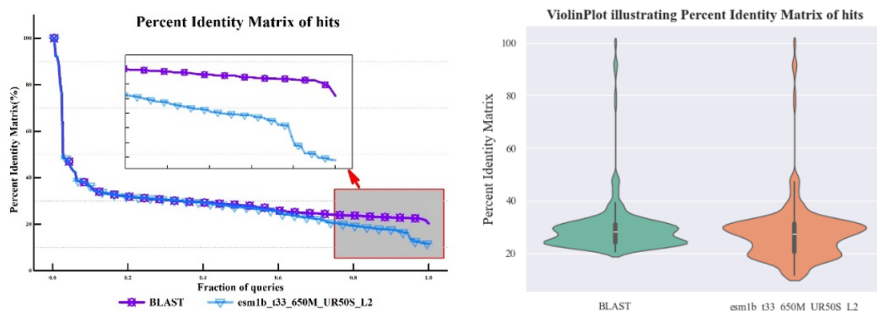 Percent Identity Matrix of hits
Percent Identity Matrix(%)
100
80
60
40
20
0
0.0
0.2
0.4
0.6
0.8
1.0
Fraction of queries
BLAST
esm1b_t33_650M_UR50S_L2
ViolinPlot illustrating Percent Identity Matrix of hits
Percent Identity Matrix
100
80
60
40
20
BLAST
esm1b_t33_650M_UR50S_L2